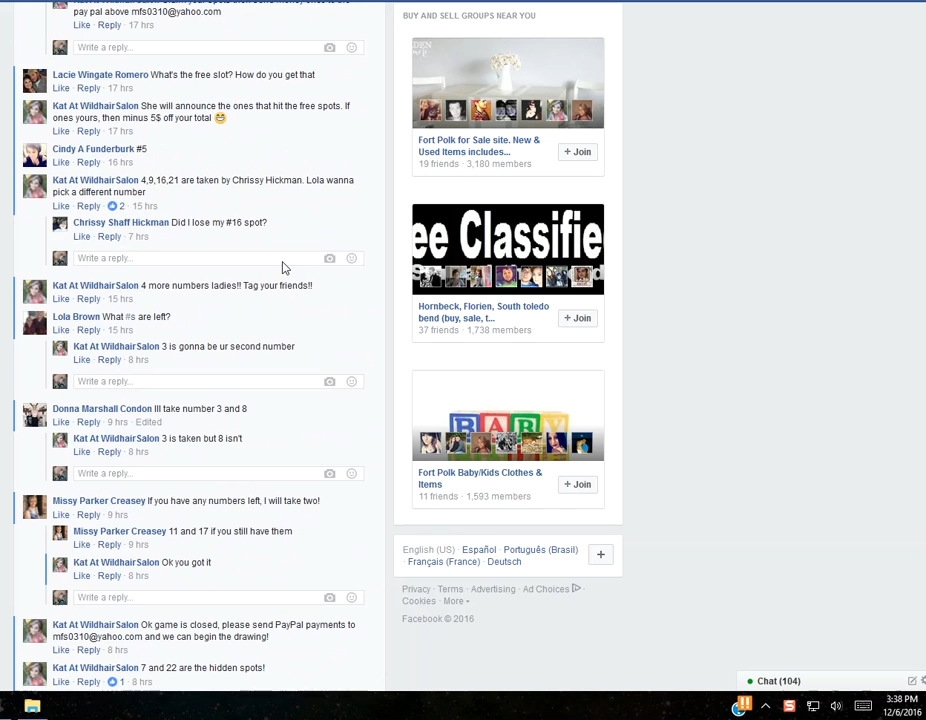 pay pal above mfs0310@yahoo.com
Like · Reply · 17 hrs
Write a reply...
Lacie Wingate Romero What's the free slot? How do you get that
Like · Reply · 17 hrs
Kat At WildhairSalon She will announce the ones that hit the free spots. If
ones yours, then minus 5$ off your total 😁
Like · Reply · 17 hrs
Cindy A Funderburk #5
Like · Reply · 16 hrs
Kat At WildhairSalon 4,9,16,21 are taken by Chrissy Hickman. Lola wanna
pick a different number
Like · Reply · 2 · 15 hrs
Chrissy Shaff Hickman Did I lose my #16 spot?
Like · Reply · 7 hrs
Write a reply...
Kat At WildhairSalon 4 more numbers ladies!! Tag your friends!!
Like · Reply · 15 hrs
Lola Brown What #s are left?
Like · Reply · 15 hrs
Kat At WildhairSalon 3 is gonna be ur second number
Like · Reply · 8 hrs
Write a reply...
Donna Marshall Condon Ill take number 3 and 8
Like · Reply · 9 hrs · Edited
Kat At WildhairSalon 3 is taken but 8 isn't
Like · Reply · 8 hrs
Write a reply...
Missy Parker Creasey If you have any numbers left, I will take two!
Like · Reply · 9 hrs
Missy Parker Creasey 11 and 17 if you still have them
Like · Reply · 9 hrs
Kat At WildhairSalon Ok you got it
Like · Reply · 8 hrs
Write a reply...
Kat At WildhairSalon Ok game is closed, please send PayPal payments to
mfs0310@yahoo.com and we can begin the drawing!
Like · Reply · 8 hrs
Kat At WildhairSalon 7 and 22 are the hidden spots!
Like · Reply · 1 · 8 hrs
BUY AND SELL GROUPS NEAR YOU
Fort Polk for Sale site. New &
Used Items includes...
+ Join
19 friends · 3,180 members
ee Classifie
Hornbeck, Florien, South toledo
bend (buy, sale, t...
+ Join
37 friends · 1,738 members
BABY
Fort Polk Baby/Kids Clothes &
Items
+ Join
11 friends · 1,593 members
English (US) · Español · Português (Brasil)
· Français (France) · Deutsch
+
Privacy · Terms · Advertising · Ad Choices ·
Cookies · More
Facebook © 2016
Chat (104)
3:38 PM
12/6/2016